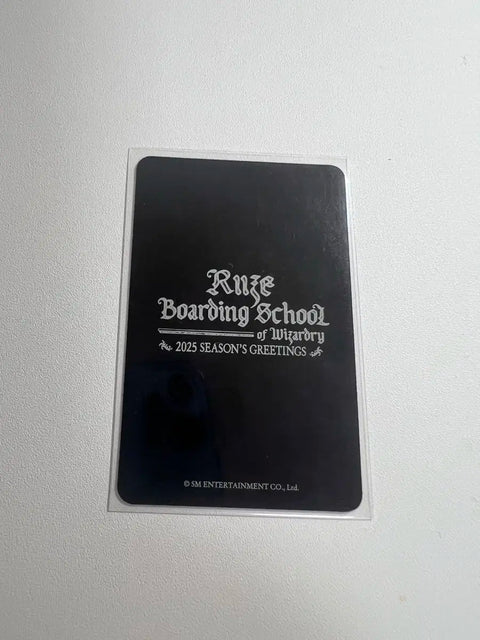 Riize
Boarding School
of Wizardry
2025 SEASON'S GREETINGS
© SM ENTERTAINMENT CO., Ltd.